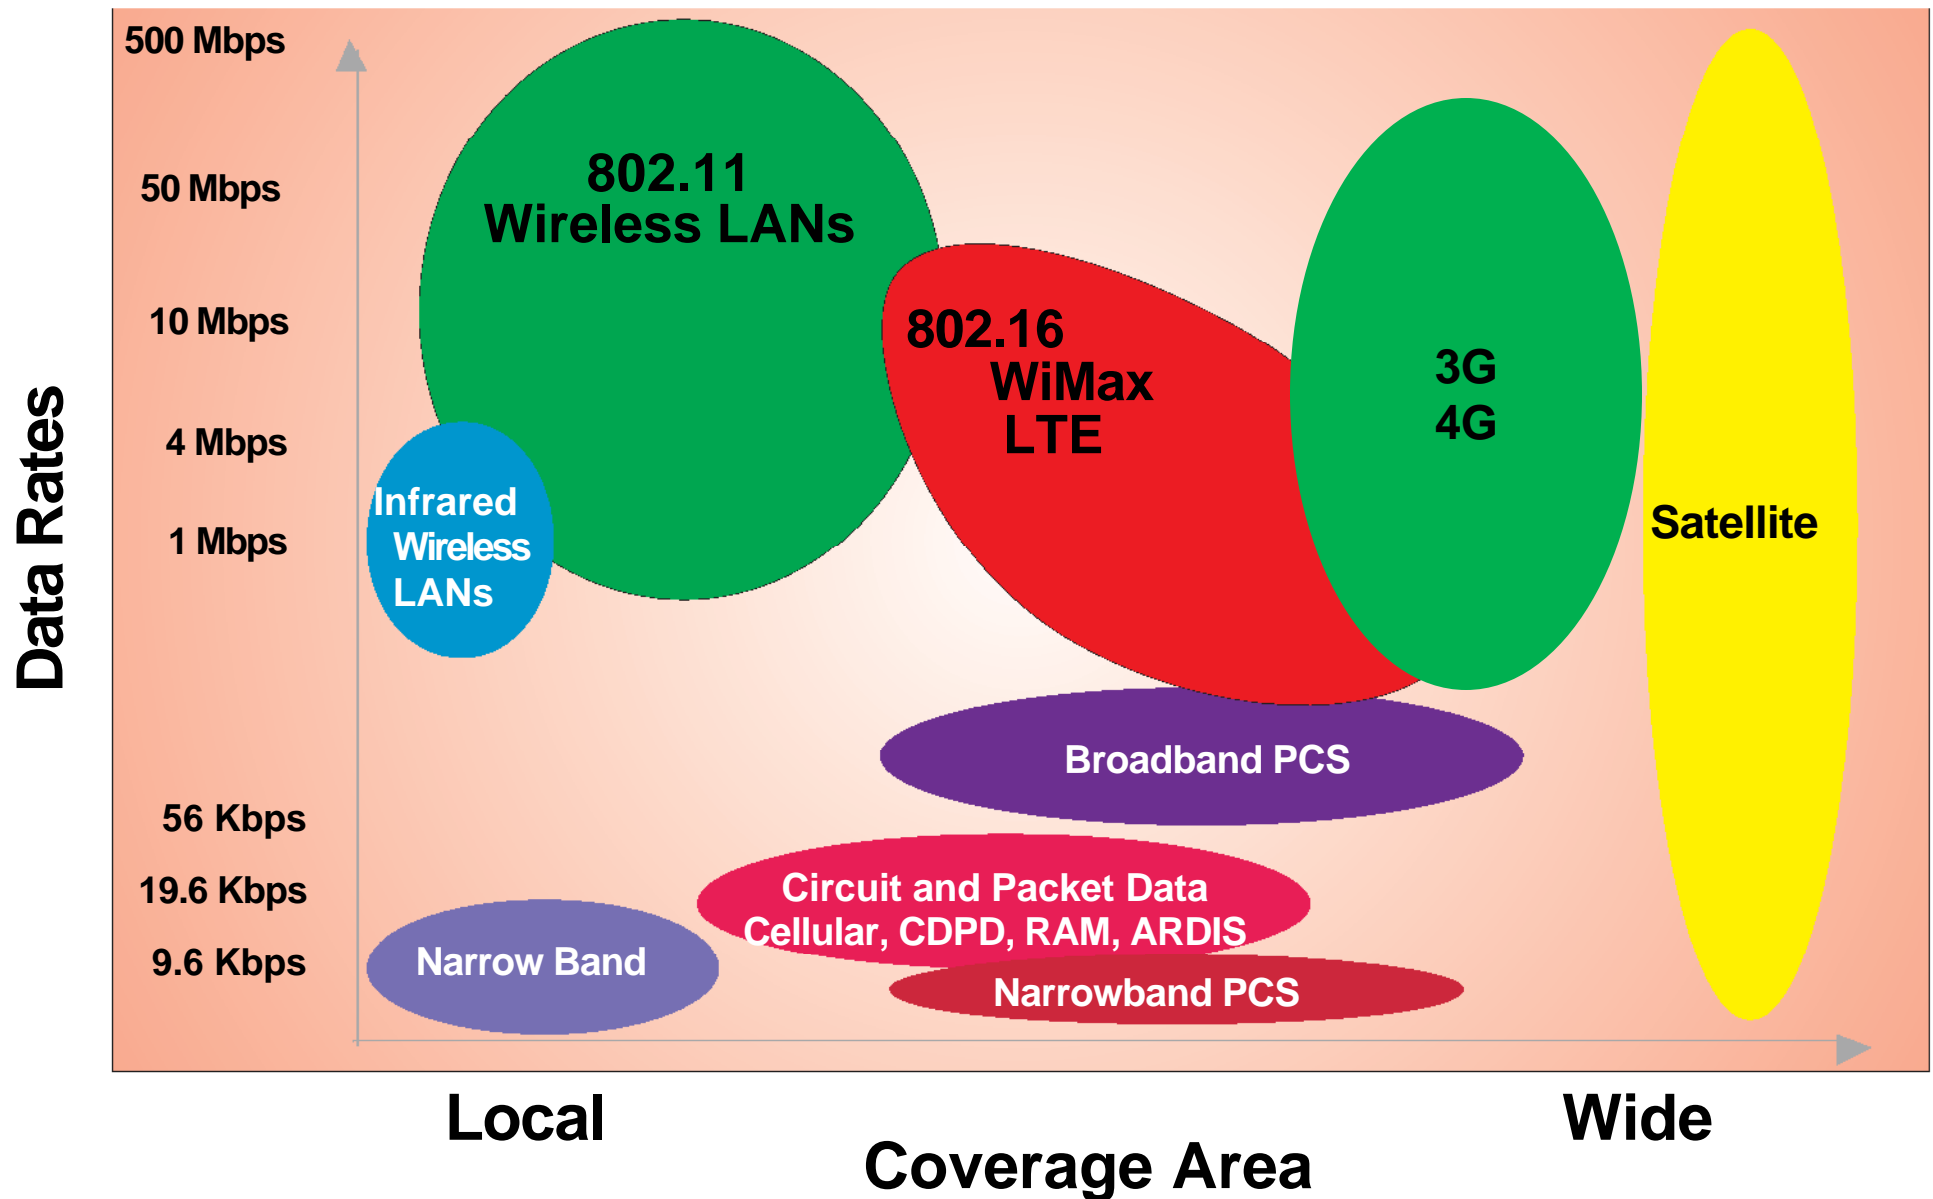 500 Mbps
50 Mbps
10 Mbps
4 Mbps
1 Mbps
56 Kbps
19.6 Kbps
9.6 Kbps
Data Rates
802.11
Wireless LANs
802.16
WiMax
LTE
3G
4G
Satellite
Infrared
Wireless
LANs
Broadband PCS
Circuit and Packet Data
Cellular, CDPD, RAM, ARDIS
Narrow Band
Narrowband PCS
Local
Wide
Coverage Area